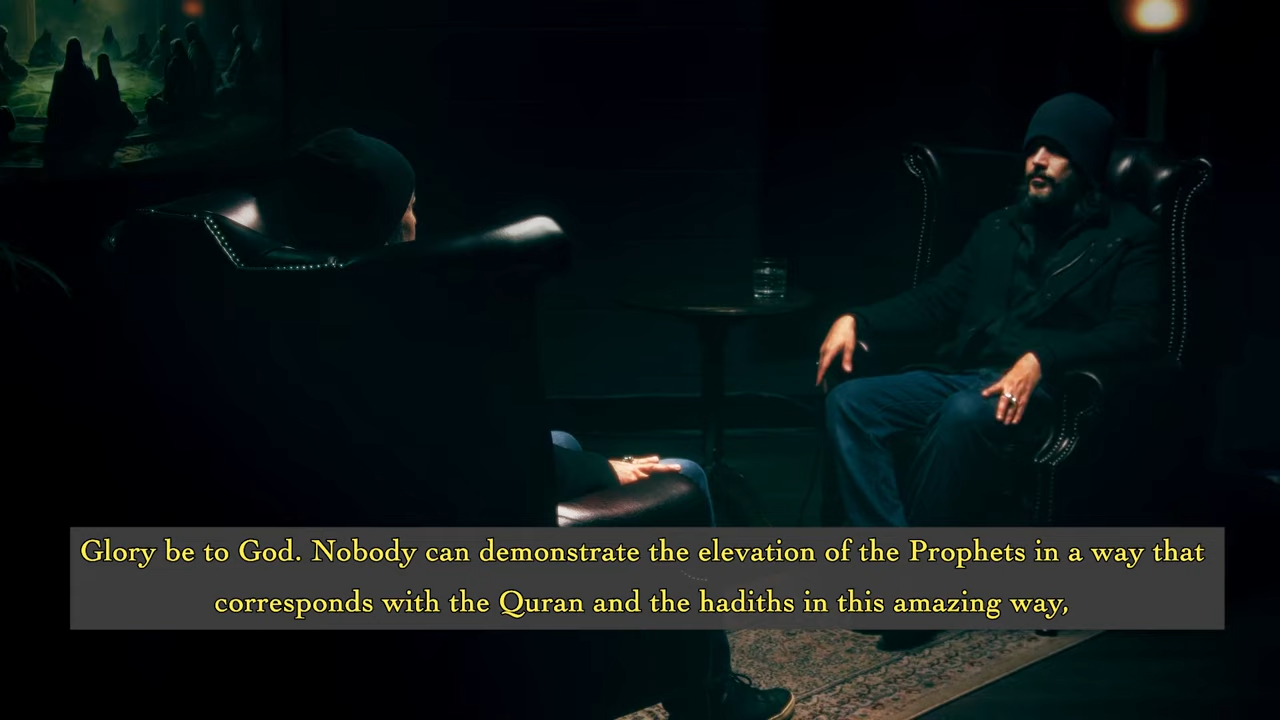 Glory be to God. Nobody can demonstrate the elevation of the Prophets in a way that
corresponds with the Quran and the hadiths in this amazing way,